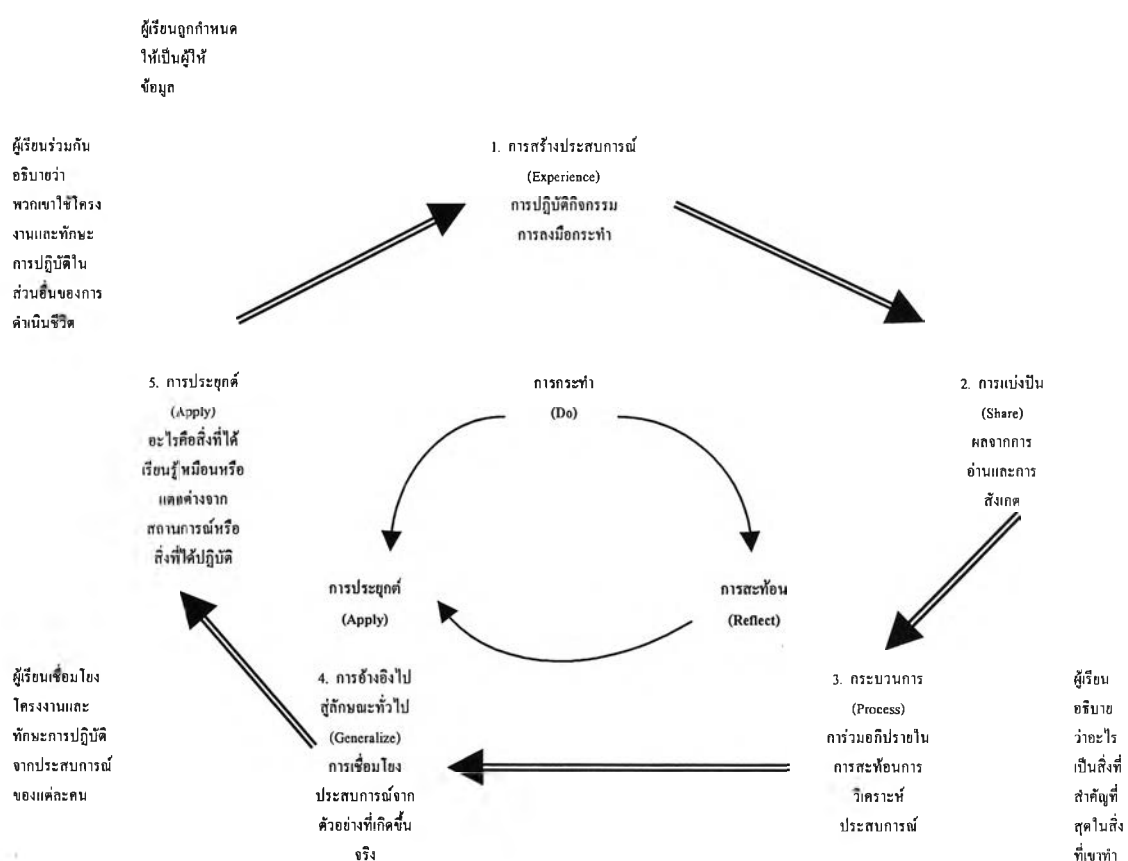 ผู้เรียนถูกกำหนด
ให้เป็นผู้ให้
ข้อมูล
ผู้เรียนร่วมกัน
อธิบายว่า
พวกเขาใช้โครง
งานและทักษะ
การปฏิบัติใน
ส่วนอื่นของการ
ดำเนินชีวิต
1. การสร้างประสบการณ์
(Experience)
การปฏิบัติกิจกรรม
การลงมือกระทำ
5. การประยุกต์
(Apply)
อะไรคือสิ่งที่ได้
เรียนรู้เหมือนหรือ
แตกต่างจาก
สถานการณ์หรือ
สิ่งที่ได้ปฏิบัติ
การกระทำ
(Do)
2. การแบ่งปัน
(Share)
ผลจากการ
อ่านและการ
สังเกต
การประยุกต์
(Apply)
การสะท้อน
(Reflect)
ผู้เรียนเชื่อมโยง
โครงงานและ
ทักษะการปฏิบัติ
จากประสบการณ์
ของแต่ละคน
4. การอ้างอิงไป
สู่ลักษณะทั่วไป
(Generalize)
การเชื่อมโยง
ประสบการณ์จาก
ตัวอย่างที่เกิดขึ้น
จริง
3. กระบวนการ
(Process)
การ่วมอภิปรายใน
การสะท้อนการ
วิเคราะห์
ประสบการณ์
ผู้เรียน
อธิบาย
ว่าอะไร
เป็นสิ่งที่
สำคัญที่
สุดในสิ่ง
ที่เขาทำ